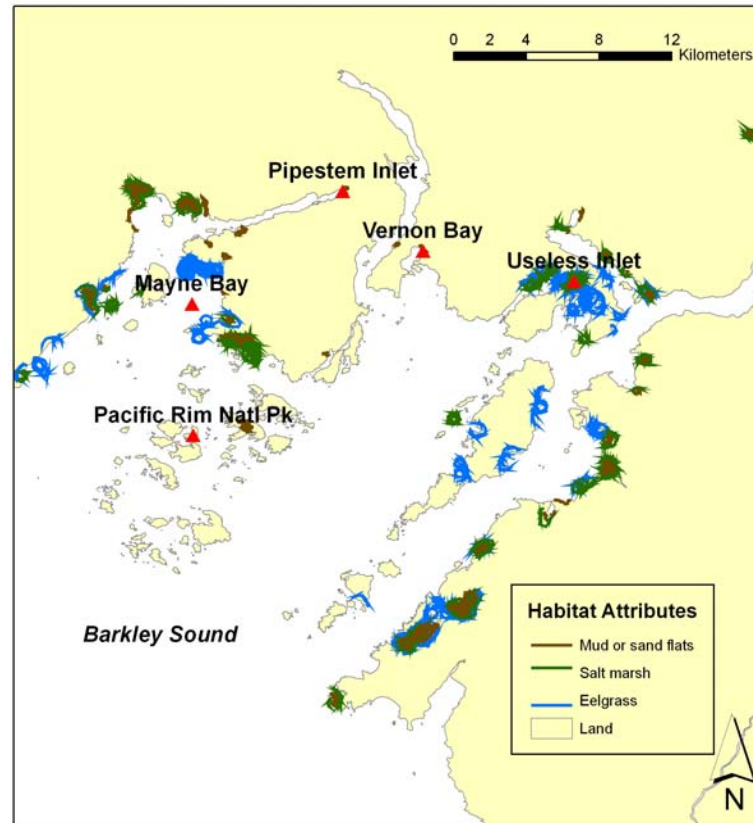 0 2 4 8 12
Kilometers
Pipestem Inlet
Vernon Bay
Useless Inlet
Mayne Bay
Pacific Rim Natl Pk
Barkley Sound
Habitat Attributes
Mud or sand flats
Salt marsh
Eelgrass
Land
N